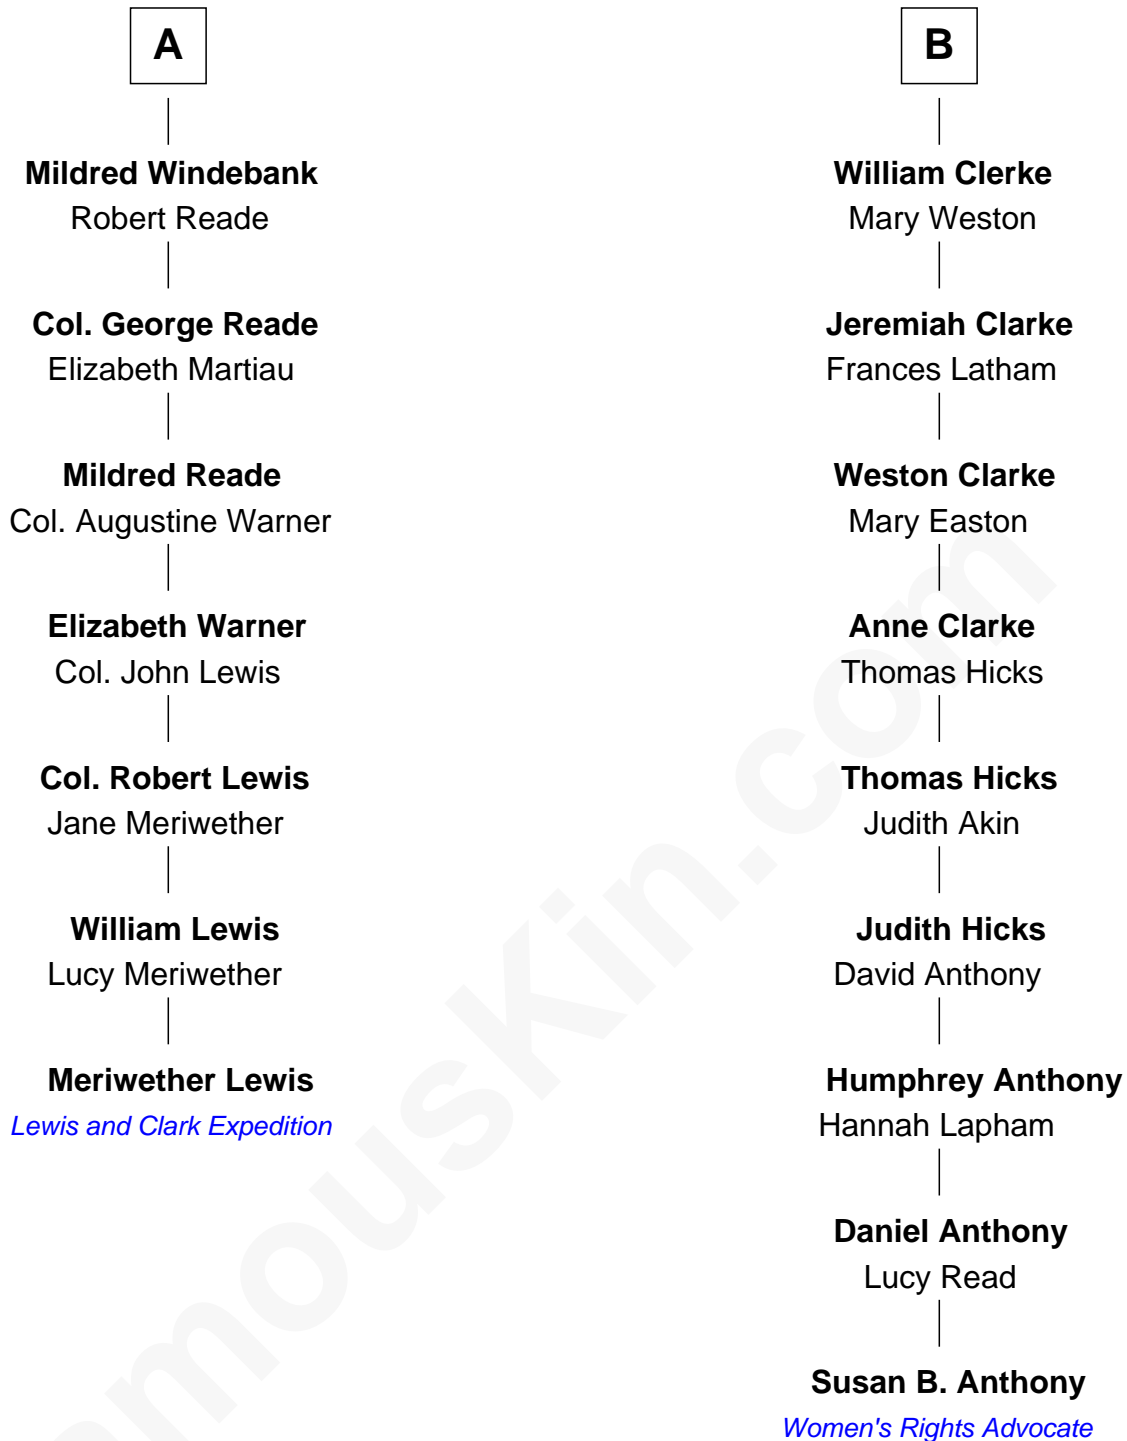 A
Mildred Windebank
Robert Reade
Col. George Reade
Elizabeth Martiau
Mildred Reade
Col. Augustine Warner
Elizabeth Warner
Col. John Lewis
Col. Robert Lewis
Jane Meriwether
William Lewis
Lucy Meriwether
Meriwether Lewis
Lewis and Clark Expedition
B
William Clerke
Mary Weston
Jeremiah Clarke
Frances Latham
Weston Clarke
Mary Easton
Anne Clarke
Thomas Hicks
Thomas Hicks
Judith Akin
Judith Hicks
David Anthony
Humphrey Anthony
Hannah Lapham
Daniel Anthony
Lucy Read
Susan B. Anthony
Women's Rights Advocate
amousKin.com